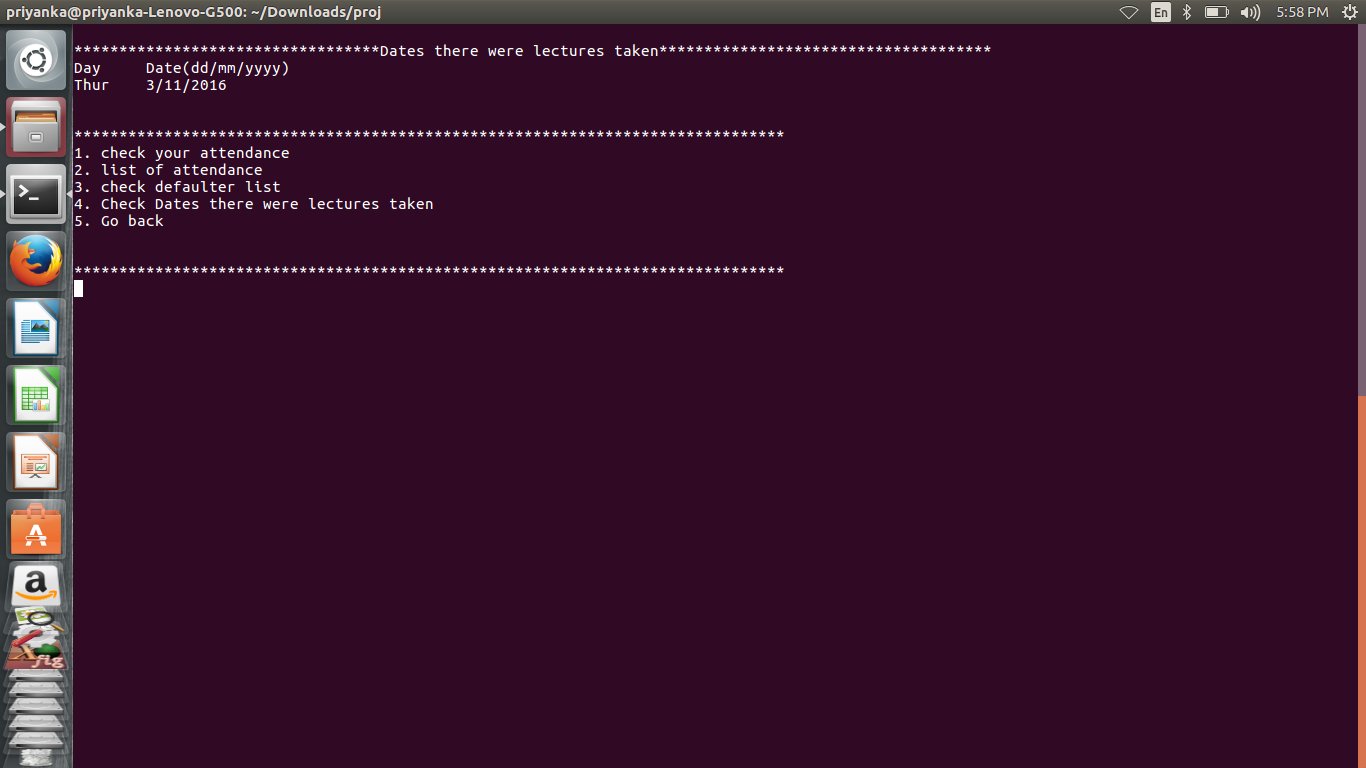 priyanka@priyanka-Lenovo-G500: ~/Downloads/proj En 5:58 PM
**********************************Dates there were lectures taken*************************************
Day     Date(dd/mm/yyyy)
Thur    3/11/2016
*******************************************************************************
1. check your attendance
2. list of attendance
3. check defaulter list
4. Check Dates there were lectures taken
5. Go back
*******************************************************************************
>_
A
a
fig